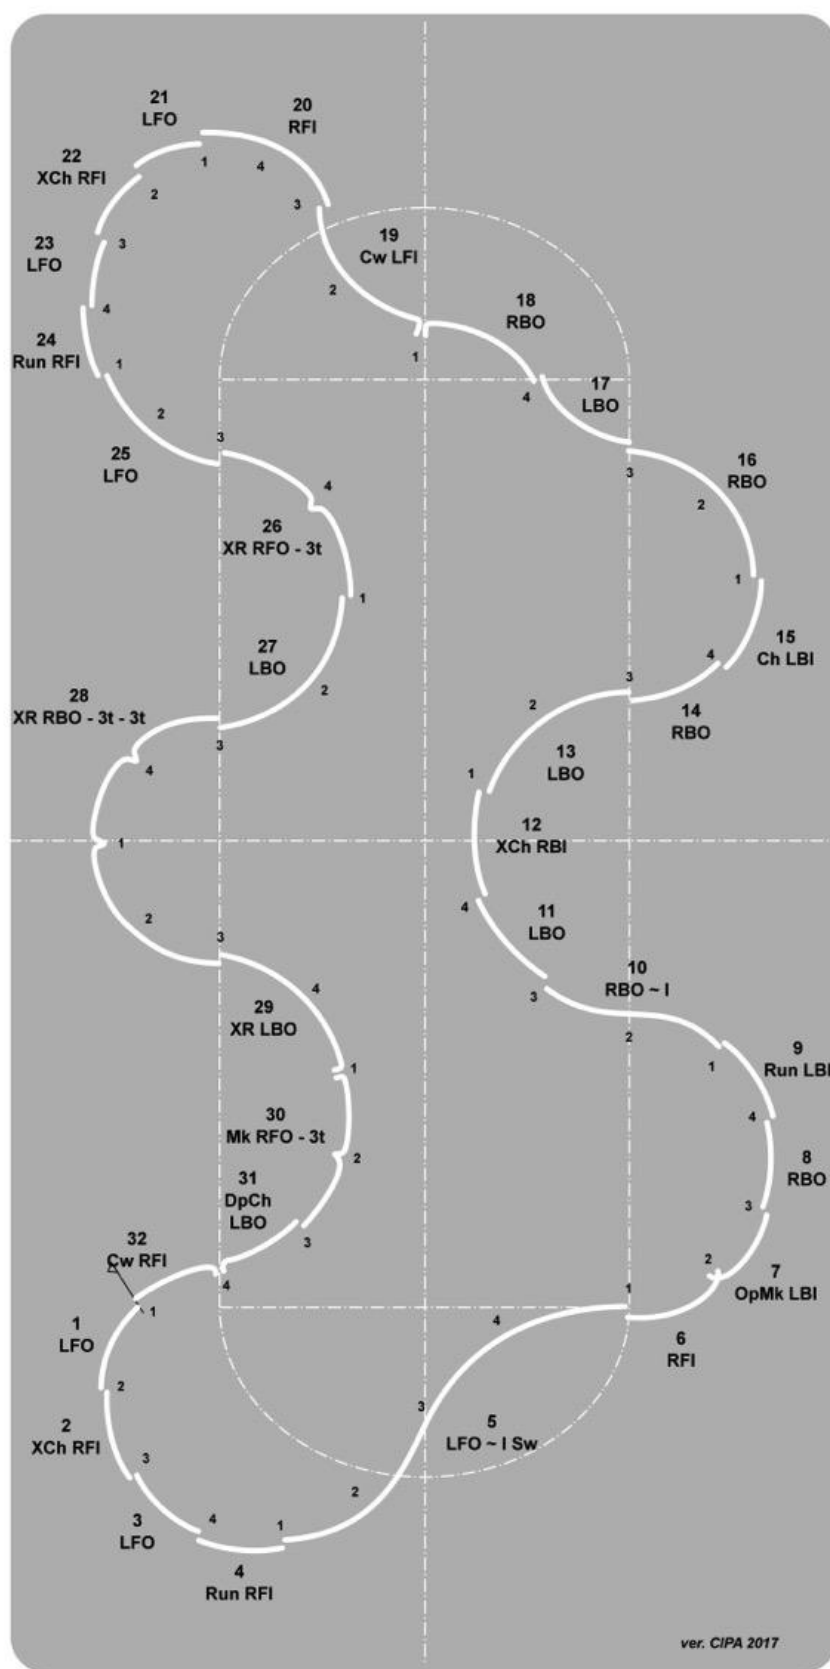 21
LFO
20
RFI
22
XCh RFI
1
4
2
3
19
Cw LFI
23
LFO
3
2
18
RBO
4
24
Run RFI
1
1
17
LBO
4
2
25
LFO
3
16
RBO
3
4
2
26
XR RFO - 3t
1
1
15
Ch LBI
27
LBO
4
2
3
28
XR RBO - 3t - 3t
2
14
RBO
3
4
13
LBO
1
12
XCh RBI
1
2
4
11
LBO
3
10
RBO ~ I
4
3
29
XR LBO
2
9
Run LBI
1
1
30
Mk RFO - 3t
4
8
RBO
2
31
DpCh
LBO
3
3
32
Cw RFI
2
7
OpMk LBI
4
1
1
4
6
RFI
1
LFO
2
3
5
LFO ~ I Sw
2
XCh RFI
3
2
3
LFO
4
1
4
Run RFI
ver. CIPA 2017